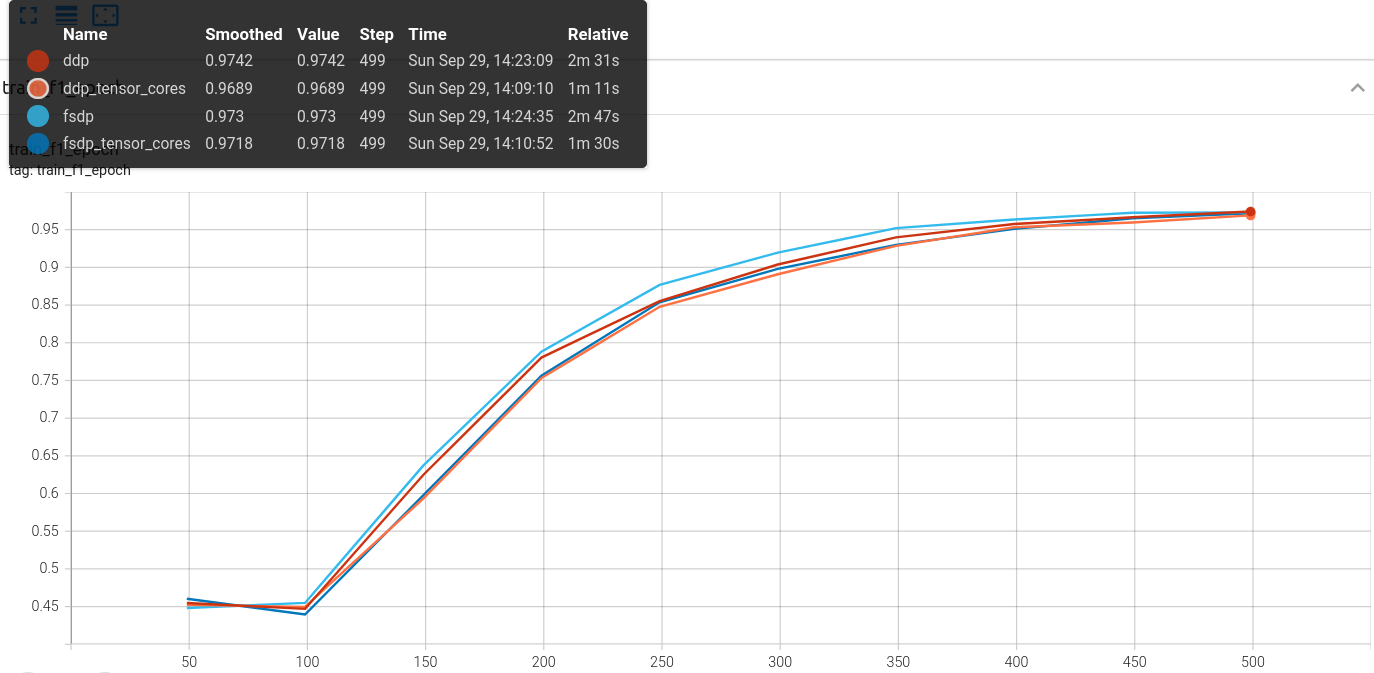 Name Smoothed Value Step Time Relative
ddp 0.9742 0.9742 499 Sun Sep 29, 14:23:09 2m 31s
ddp_tensor_cores 0.9689 0.9689 499 Sun Sep 29, 14:09:10 1m 11s
fsdp 0.973 0.973 499 Sun Sep 29, 14:24:35 2m 47s
fsdp_tensor_cores 0.9718 0.9718 499 Sun Sep 29, 14:10:52 1m 30s
train_f1_epoch
train_f1_epoch
tag: train_f1_epoch
0.95
0.9
0.85
0.8
0.75
0.7
0.65
0.6
0.55
0.5
0.45
50 100 150 200 250 300 350 400 450 500